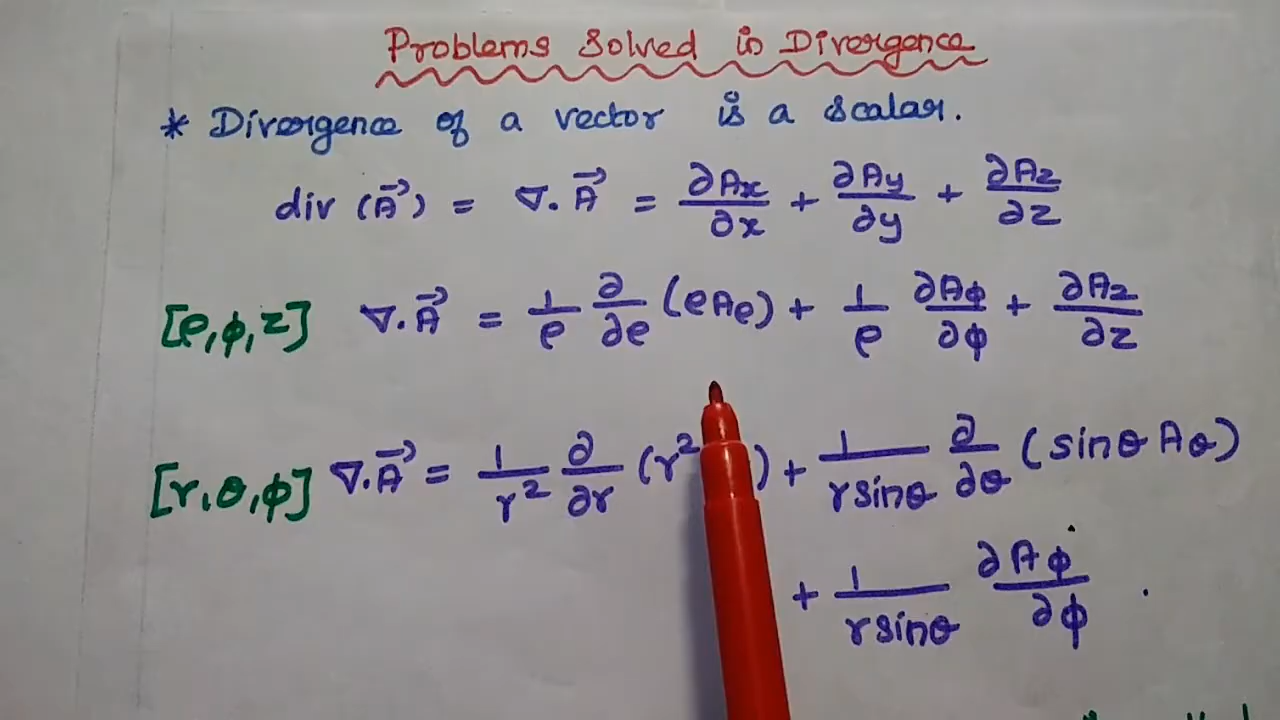 Problems Solved in Divergence
* Divergence of a vector is a scalar.
div (A⃗) = ∇. A⃗ = ∂Ax/∂x + ∂Ay/∂y + ∂Az/∂z
[ρ,ϕ,z] ∇.A⃗ = 1/ρ ∂/∂ρ (ρAρ) + 1/ρ ∂Aϕ/∂ϕ + ∂Az/∂z
[r,θ,ϕ] ∇.A⃗ = 1/r² ∂/∂r (r² ) + 1/rsinθ ∂/∂θ (sinθ Aθ)
+ 1/rsinθ ∂Aϕ/∂ϕ .